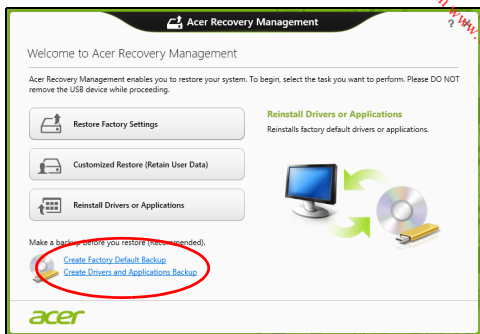 Acer Recovery Management
?
Welcome to Acer Recovery Management
Acer Recovery Management enables you to restore your system. To begin, select the task you want to perform. Please DO NOT
remove the USB device while proceeding.
Restore Factory Settings
Reinstall Drivers or Applications
Reinstalls factory default drivers or applications.
Customized Restore (Retain User Data)
Reinstall Drivers or Applications
Make a backup before you restore (Recommended).
Create Factory Default Backup
Create Drivers and Applications Backup
acer